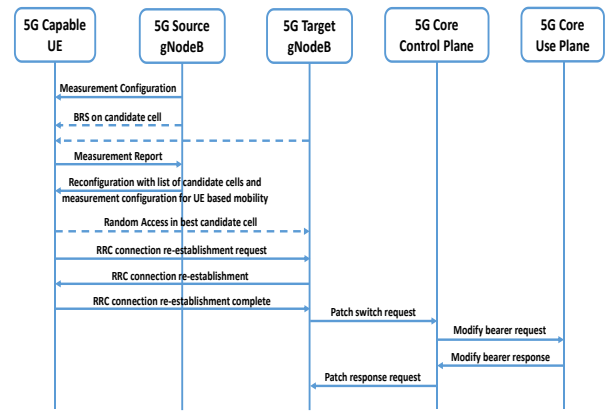 5G Capable
UE
5G Source
gNodeB
5G Target
gNodeB
5G Core
Control Plane
5G Core
Use Plane
Measurement Configuration
BRS on candidate cell
Measurement Report
Reconfiguration with list of candidate cells and
measurement configuration for UE based mobility
Random Access in best candidate cell
RRC connection re-establishment request
RRC connection re-establishment
RRC connection re-establishment complete
Patch switch request
Modify bearer request
Modify bearer response
Patch response request